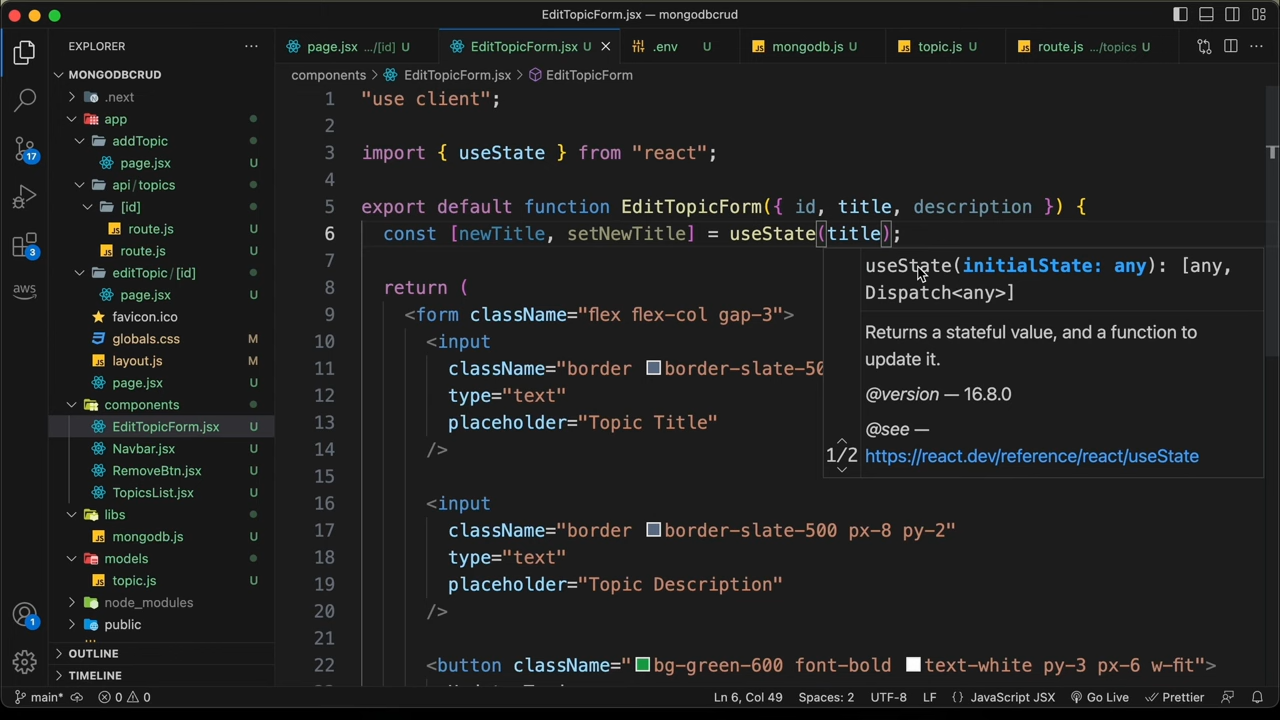 EditTopicForm.jsx — mongodbcrud
EXPLORER
MONGODBCRUD
.next
app
addTopic
page.jsx U
api/topics
[id]
route.js U
route.js U
editTopic/[id]
page.jsx U
favicon.ico
globals.css M
layout.js M
page.jsx U
components
EditTopicForm.jsx U
Navbar.jsx U
RemoveBtn.jsx U
TopicsList.jsx U
libs
mongodb.js U
models
topic.js U
node_modules
public
OUTLINE
TIMELINE
17
3
aws
1
page.jsx .../[id] U
EditTopicForm.jsx U
.env U
mongodb.js U
topic.js U
route.js .../topics U
components > EditTopicForm.jsx > EditTopicForm
1 "use client";
2
3 import { useState } from "react";
4
5 export default function EditTopicForm({ id, title, description }) {
6 const [newTitle, setNewTitle] = useState(title);
7
8 return (
9 <form className="flex flex-col gap-3">
10 <input
11 className="border border-slate-50
12 type="text"
13 placeholder="Topic Title"
14 />
15
16 <input
17 className="border border-slate-500 px-8 py-2"
18 type="text"
19 placeholder="Topic Description"
20 />
21
22 <button className="bg-green-600 font-bold text-white py-3 px-6 w-fit">
useState(initialState: any): [any,
Dispatch<any>]
Returns a stateful value, and a function to
update it.
@version — 16.8.0
@see —
1/2 https://react.dev/reference/react/useState
main* 0 0 Ln 6, Col 49 Spaces: 2 UTF-8 LF {} JavaScript JSX Go Live Prettier